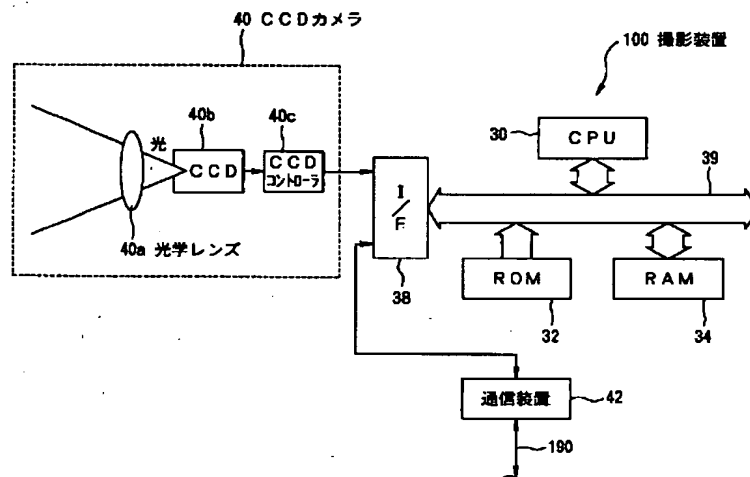 40 CCDカメラ
100 撮影装置
40b
40c
30
CPU
光
CCD
CCD
コントローラ
39
I/F
40a 光学レンズ
38
ROM
RAM
32
34
通信装置
42
190